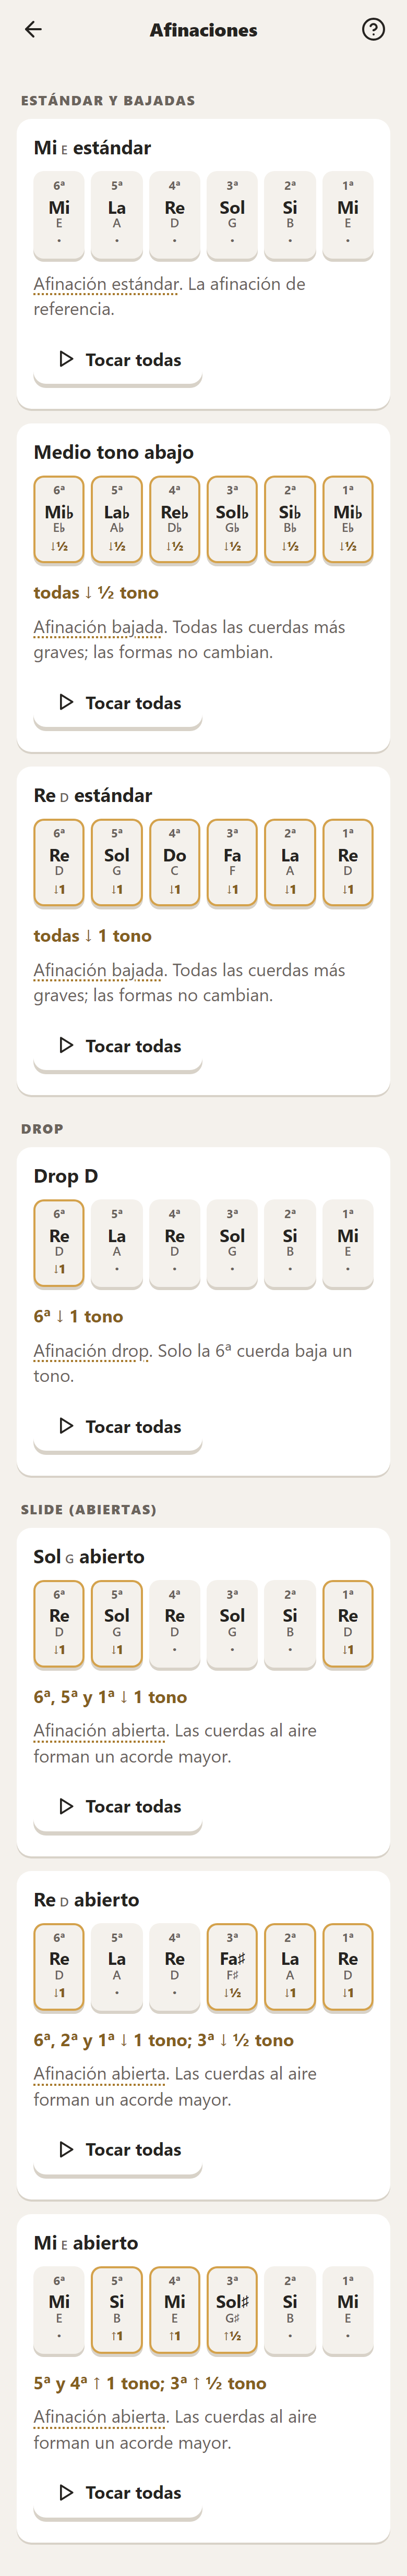 Afinaciones
ESTÁNDAR Y BAJADAS
Mi E estándar
6ª 5ª 4ª 3ª 2ª 1ª
Mi La Re Sol Si Mi
E A D G B E
· · · · · ·
Afinación estándar. La afinación de
referencia.
Tocar todas
Medio tono abajo
6ª 5ª 4ª 3ª 2ª 1ª
Mi♭ La♭ Re♭ Sol♭ Si♭ Mi♭
E♭ A♭ D♭ G♭ B♭ E♭
↓½ ↓½ ↓½ ↓½ ↓½ ↓½
todas ↓ ½ tono
Afinación bajada. Todas las cuerdas más
graves; las formas no cambian.
Tocar todas
Re D estándar
6ª 5ª 4ª 3ª 2ª 1ª
Re Sol Do Fa La Re
D G C F A D
↓1 ↓1 ↓1 ↓1 ↓1 ↓1
todas ↓ 1 tono
Afinación bajada. Todas las cuerdas más
graves; las formas no cambian.
Tocar todas
DROP
Drop D
6ª 5ª 4ª 3ª 2ª 1ª
Re La Re Sol Si Mi
D A D G B E
↓1 · · · · ·
6ª ↓ 1 tono
Afinación drop. Solo la 6ª cuerda baja un
tono.
Tocar todas
SLIDE (ABIERTAS)
Sol G abierto
6ª 5ª 4ª 3ª 2ª 1ª
Re Sol Re Sol Si Re
D G D G B D
↓1 ↓1 · · · ↓1
6ª, 5ª y 1ª ↓ 1 tono
Afinación abierta. Las cuerdas al aire
forman un acorde mayor.
Tocar todas
Re D abierto
6ª 5ª 4ª 3ª 2ª 1ª
Re La Re Fa♯ La Re
D A D F♯ A D
↓1 · · ↓½ ↓1 ↓1
6ª, 2ª y 1ª ↓ 1 tono; 3ª ↓ ½ tono
Afinación abierta. Las cuerdas al aire
forman un acorde mayor.
Tocar todas
Mi E abierto
6ª 5ª 4ª 3ª 2ª 1ª
Mi Si Mi Sol♯ Si Mi
E B E G♯ B E
· ↑1 ↑1 ↑½ · ·
5ª y 4ª ↑ 1 tono; 3ª ↑ ½ tono
Afinación abierta. Las cuerdas al aire
forman un acorde mayor.
Tocar todas